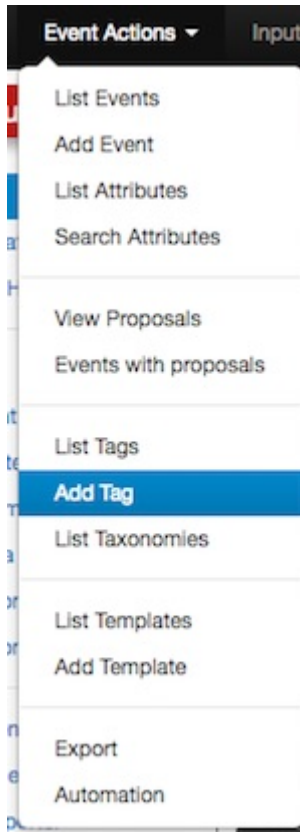 Event Actions
Input
List Events
Add Event
List Attributes
Search Attributes
View Proposals
Events with proposals
List Tags
Add Tag
List Taxonomies
List Templates
Add Template
Export
Automation